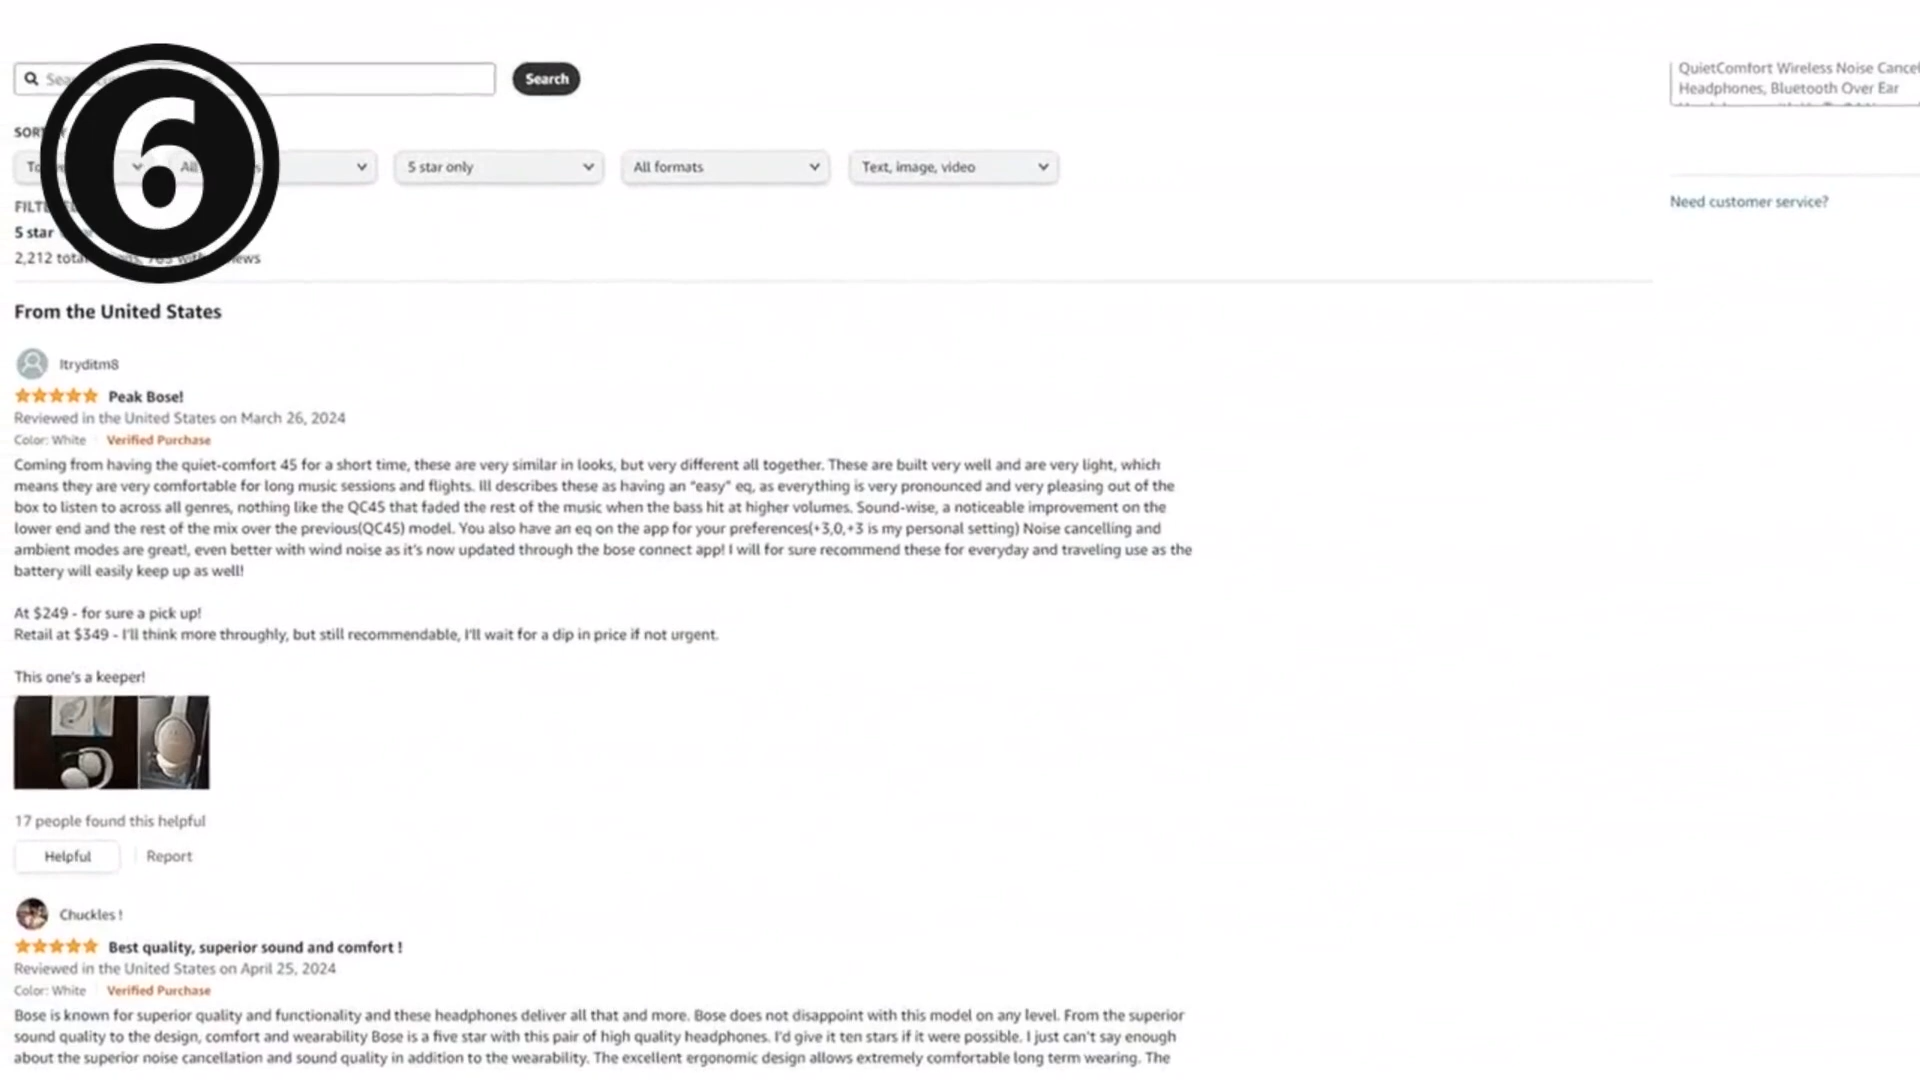 6
Search
QuietComfort Wireless Noise Cancel
Headphones, Bluetooth Over Ear
5 star only
All formats
Text, image, video
Need customer service?
5 star
2,212
From the United States
Itryditm8
Peak Bose!
Reviewed in the United States on March 26, 2024
Color: White Verified Purchase
Coming from having the quiet-comfort 45 for a short time, these are very similar in looks, but very different all together. These are built very well and are very light, which
means they are very comfortable for long music sessions and flights. Ill describes these as having an "easy" eq, as everything is very pronounced and very pleasing out of the
box to listen to across all genres, nothing like the QC45 that faded the rest of the music when the bass hit at higher volumes. Sound-wise, a noticeable improvement on the
lower end and the rest of the mix over the previous(QC45) model. You also have an eq on the app for your preferences(+3,0,+3 is my personal setting) Noise cancelling and
ambient modes are great!, even better with wind noise as it's now updated through the bose connect app! I will for sure recommend these for everyday and traveling use as the
battery will easily keep up as well!
At $249 - for sure a pick up!
Retail at $349 - I'll think more throughly, but still recommendable, I'll wait for a dip in price if not urgent.
This one's a keeper!
17 people found this helpful
Helpful
Report
Chuckles !
Best quality, superior sound and comfort !
Reviewed in the United States on April 25, 2024
Color: White Verified Purchase
Bose is known for superior quality and functionality and these headphones deliver all that and more. Bose does not disappoint with this model on any level. From the superior
sound quality to the design, comfort and wearability Bose is a five star with this pair of high quality headphones. I'd give it ten stars if it were possible. I just can't say enough
about the superior noise cancellation and sound quality in addition to the wearability. The excellent ergonomic design allows extremely comfortable long term wearing. The